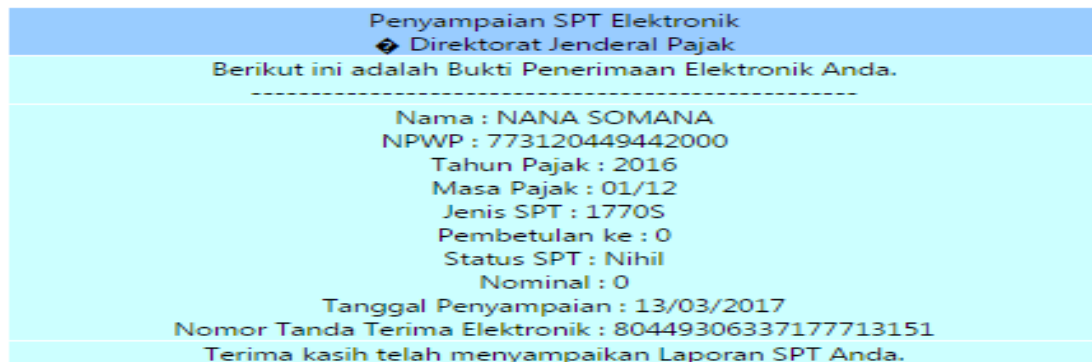 Penyampaian SPT Elektronik
� Direktorat Jenderal Pajak
Berikut ini adalah Bukti Penerimaan Elektronik Anda.
----------------------------------------------------
Nama : NANA SOMANA
NPWP : 773120449442000
Tahun Pajak : 2016
Masa Pajak : 01/12
Jenis SPT : 1770S
Pembetulan ke : 0
Status SPT : Nihil
Nominal : 0
Tanggal Penyampaian : 13/03/2017
Nomor Tanda Terima Elektronik : 80449306337177713151
Terima kasih telah menyampaikan Laporan SPT Anda.